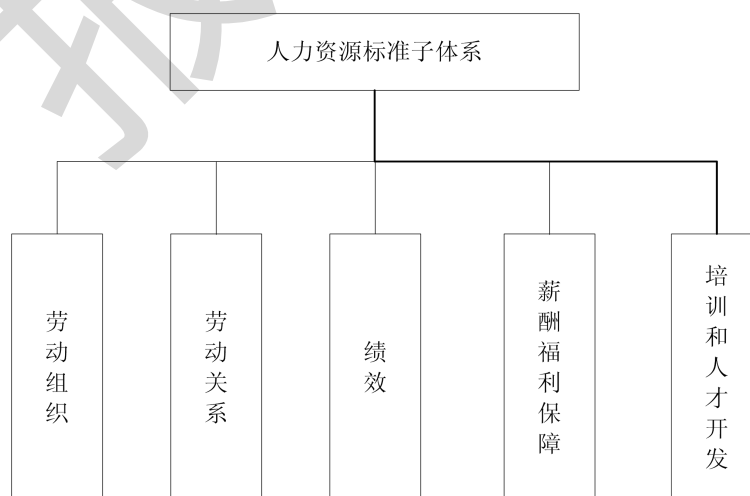 人力资源标准子体系
劳动组织
劳动关系
绩效
薪酬福利保障
培训和人才开发